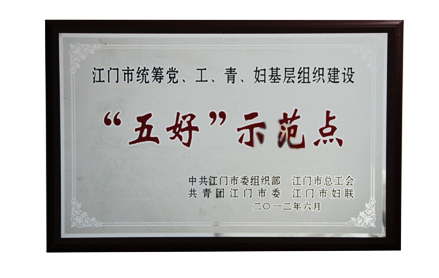 江门市统筹党、工、青、妇基层组织建设
“五好”示范点
中共江门市委组织部 江门市总工会
共青团江门市委 江门市妇联
二〇一二年六月